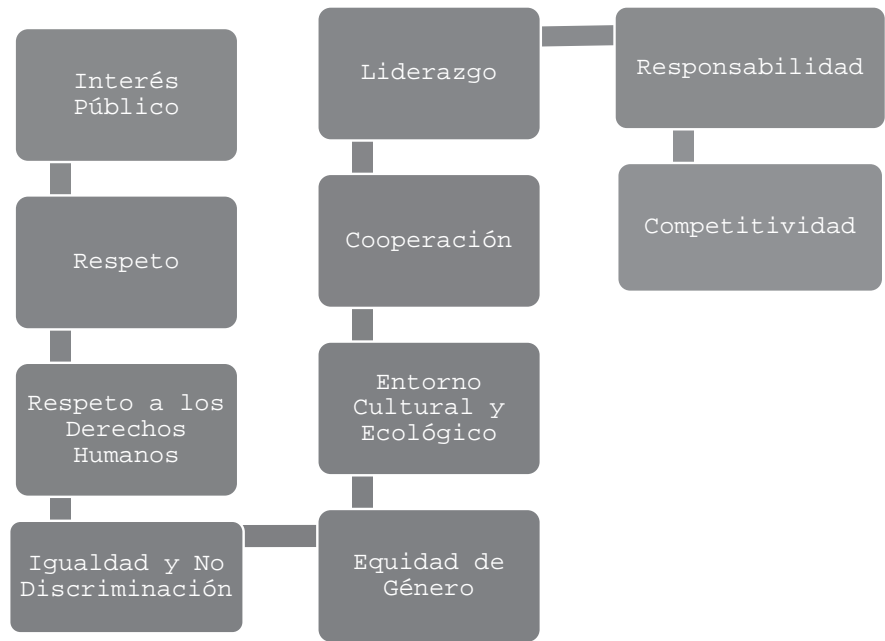 Interés
Público
Respeto
Respeto a los
Derechos
Humanos
Igualdad y No
Discriminación
Equidad de
Género
Entorno
Cultural y
Ecológico
Cooperación
Liderazgo
Responsabilidad
Competitividad